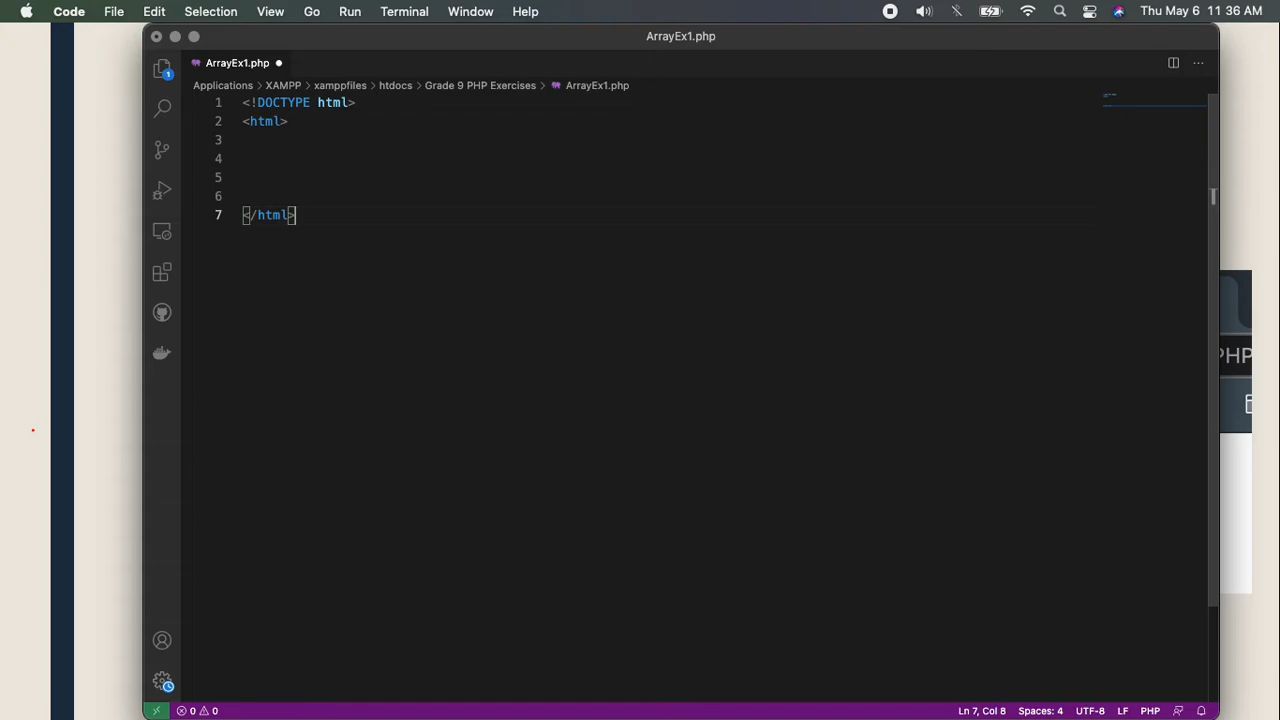 Code File Edit Selection View Go Run Terminal Window Help Thu May 6 11:36 AM
ArrayEx1.php
ArrayEx1.php
Applications > XAMPP > xamppfiles > htdocs > Grade 9 PHP Exercises > ArrayEx1.php
1 <!DOCTYPE html>
2 <html>
3
4
5
6
7 </html>
1
PHP
0 0 Ln 7, Col 8 Spaces: 4 UTF-8 LF PHP